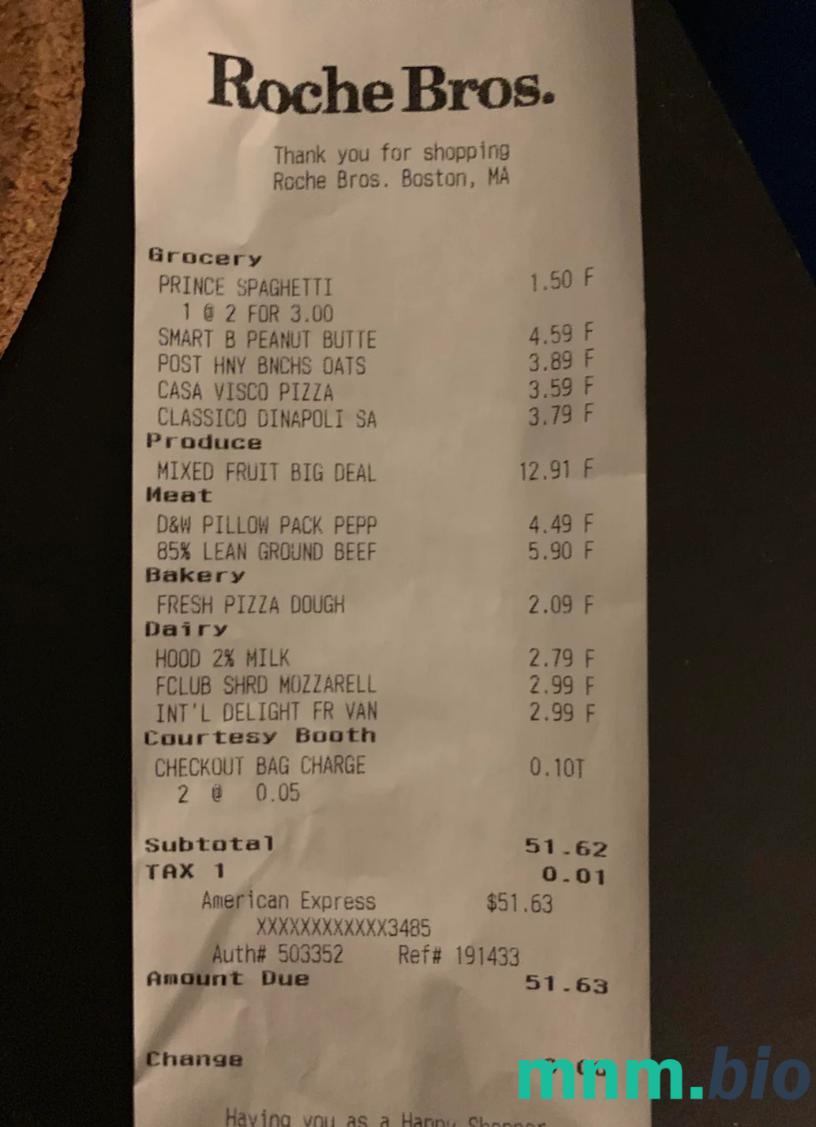 Roche Bros.
Thank you for shopping
Roche Bros. Boston, MA
Grocery
PRINCE SPAGHETTI 1.50 F
1 @ 2 FOR 3.00
SMART B PEANUT BUTTE 4.59 F
POST HNY BNCHS OATS 3.89 F
CASA VISCO PIZZA 3.59 F
CLASSICO DINAPOLI SA 3.79 F
Produce
MIXED FRUIT BIG DEAL 12.91 F
Meat
D&W PILLOW PACK PEPP 4.49 F
85% LEAN GROUND BEEF 5.90 F
Bakery
FRESH PIZZA DOUGH 2.09 F
Dairy
HOOD 2% MILK 2.79 F
FCLUB SHRD MOZZARELL 2.99 F
INT'L DELIGHT FR VAN 2.99 F
Courtesy Booth
CHECKOUT BAG CHARGE 0.10T
2 @ 0.05
Subtotal 51.62
TAX 1 0.01
American Express $51.63
XXXXXXXXXXXX3485
Auth# 503352 Ref# 191433
Amount Due 51.63
Change
mnm.bio
Having you as a Happy Shopper